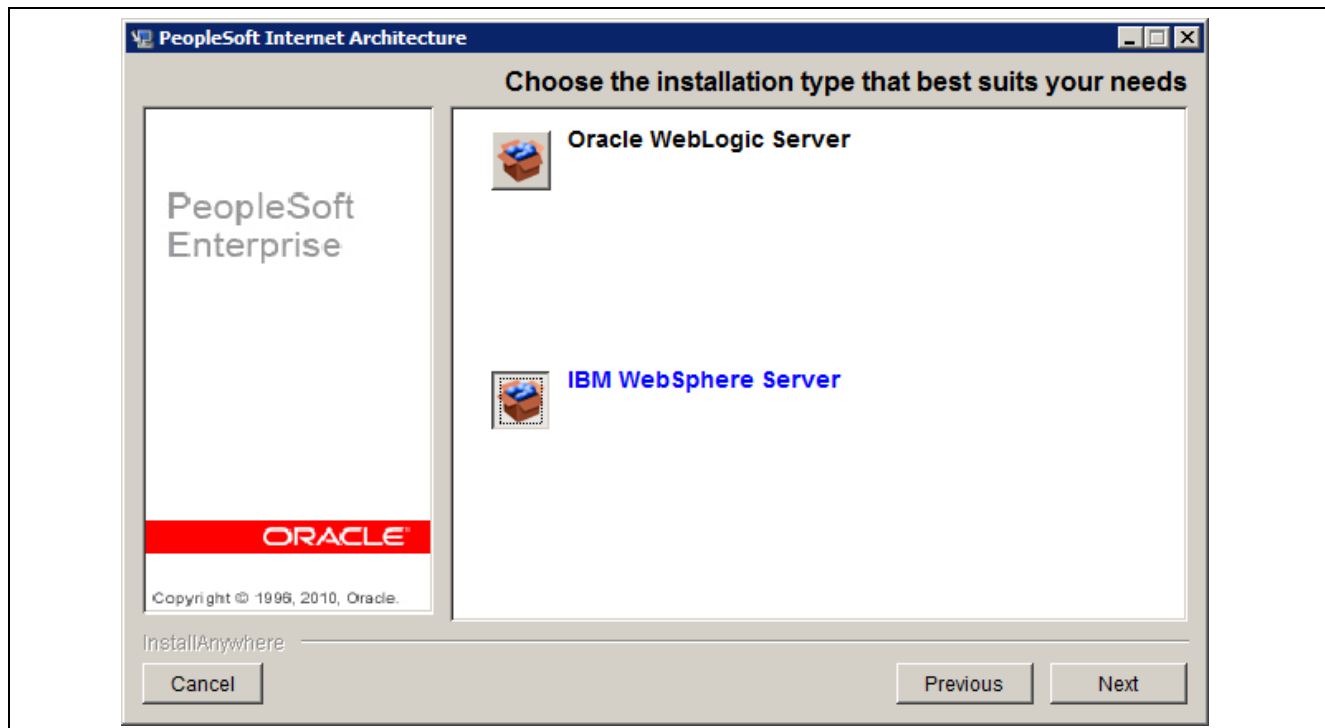 PeopleSoft Internet Architecture
Choose the installation type that best suits your needs
PeopleSoft
Enterprise
ORACLE
Copyright © 1996, 2010, Oracle.
Oracle WebLogic Server
IBM WebSphere Server
InstallAnywhere
Cancel
Previous
Next